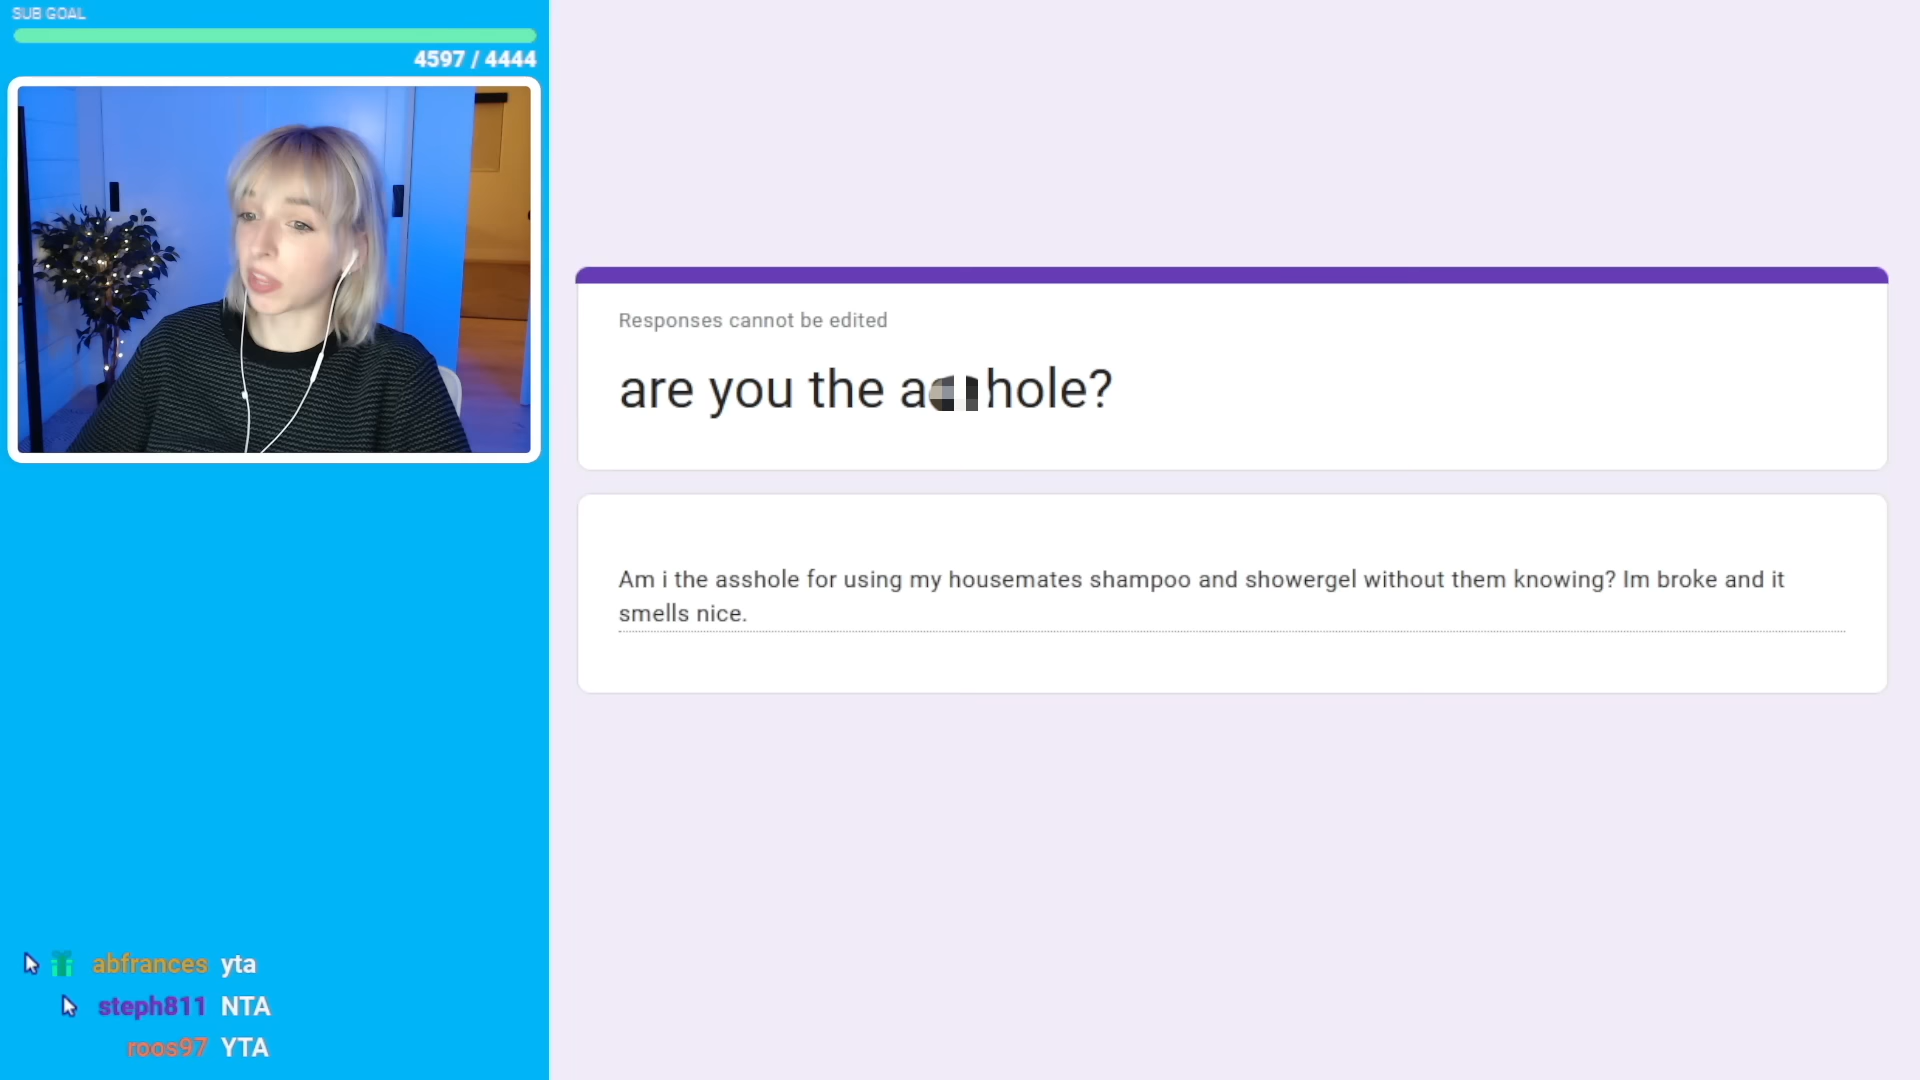 SUB GOAL
4597 / 4444
Responses cannot be edited
are you the a hole?
Am i the asshole for using my housemates shampoo and showergel without them knowing? Im broke and it
smells nice.
abfrances yta
steph811 NTA
roos97 YTA